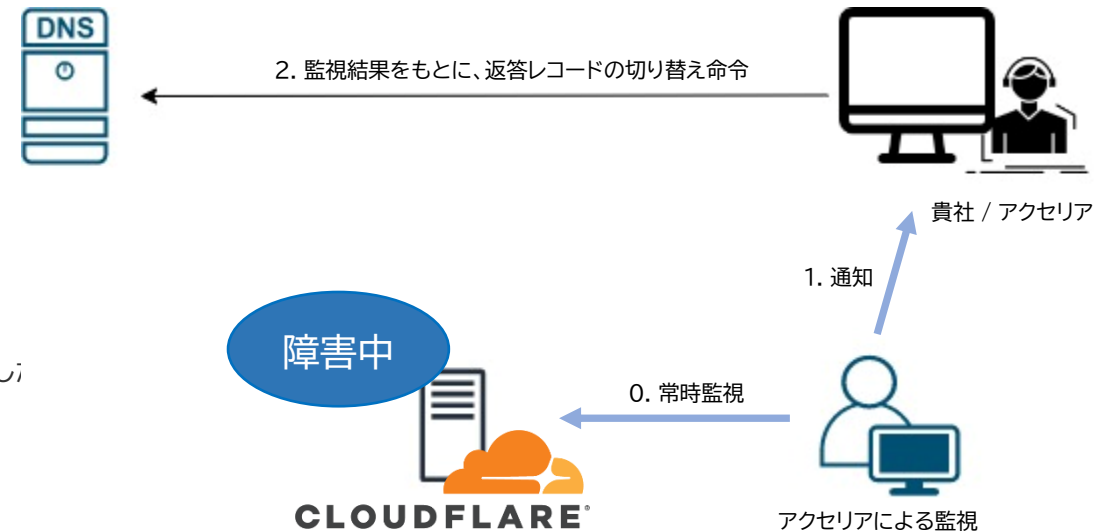 DNS
2. 監視結果をもとに、返答レコードの切り替え命令
貴社 / アクセリア
1. 通知
障害中
0. 常時監視
CLOUDFLARE®
アクセリアによる監視